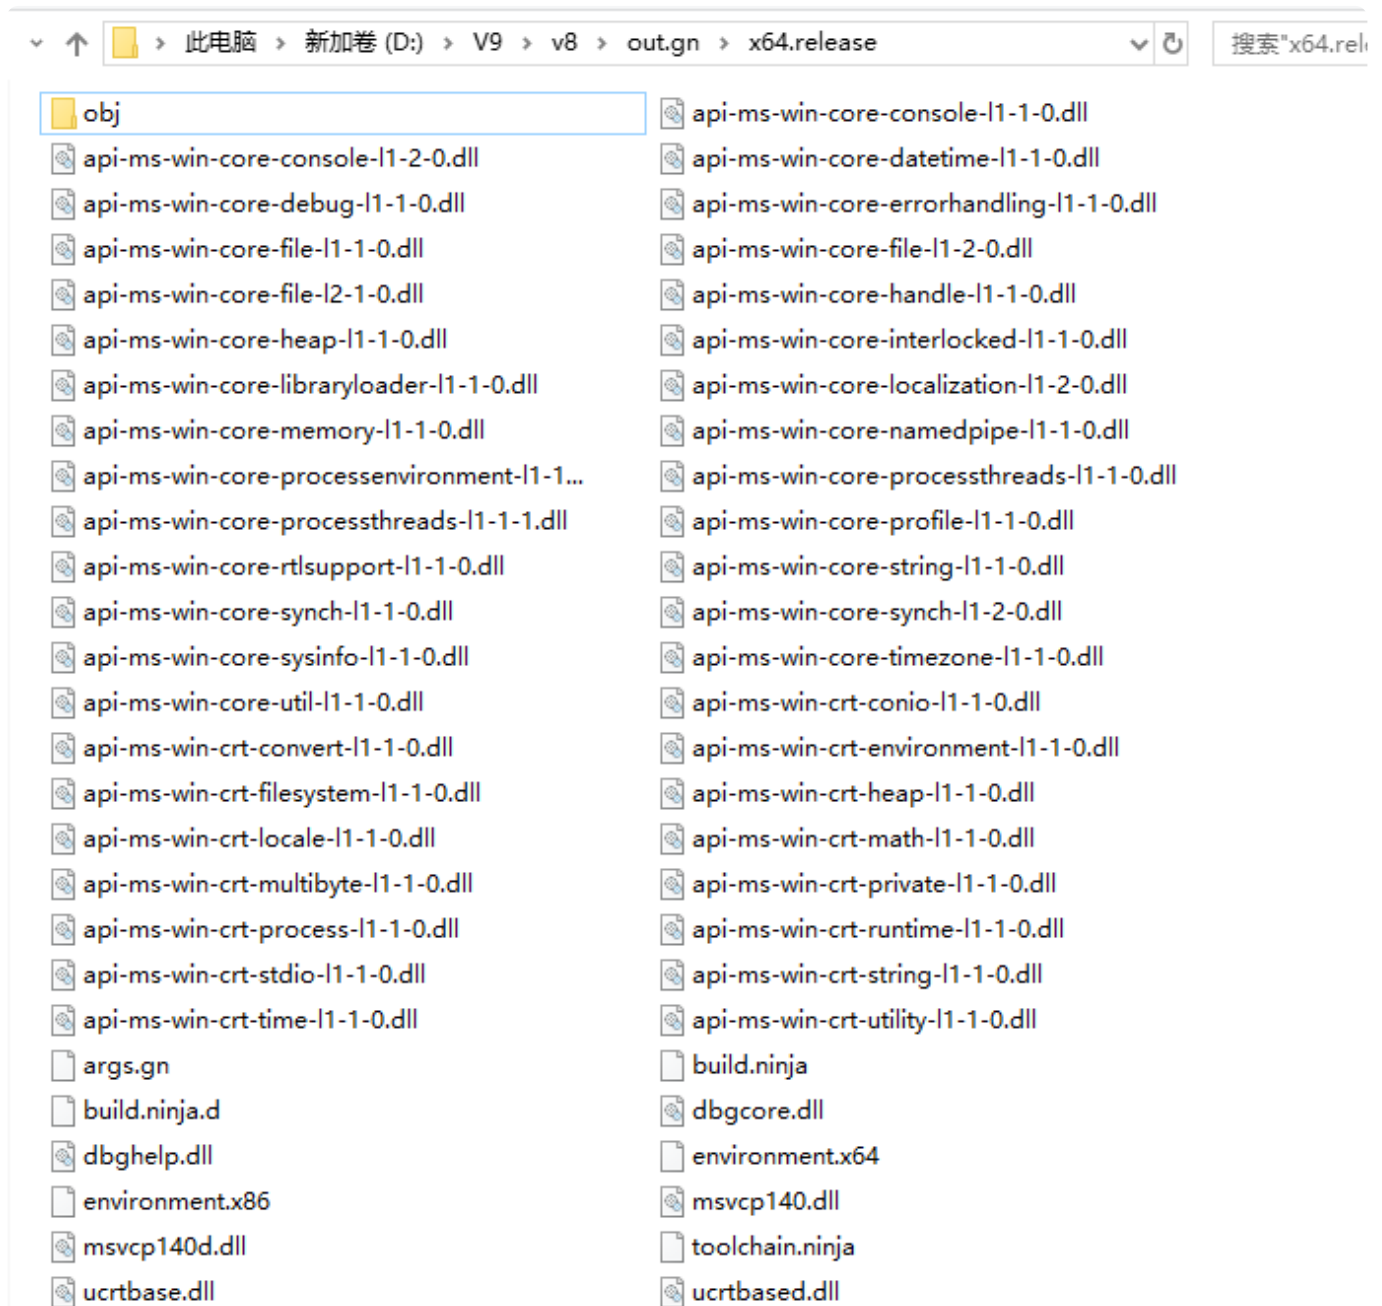 此电脑 > 新加卷 (D:) > V9 > v8 > out.gn > x64.release 搜索"x64.rel
obj api-ms-win-core-console-l1-1-0.dll
api-ms-win-core-console-l1-2-0.dll api-ms-win-core-datetime-l1-1-0.dll
api-ms-win-core-debug-l1-1-0.dll api-ms-win-core-errorhandling-l1-1-0.dll
api-ms-win-core-file-l1-1-0.dll api-ms-win-core-file-l1-2-0.dll
api-ms-win-core-file-l2-1-0.dll api-ms-win-core-handle-l1-1-0.dll
api-ms-win-core-heap-l1-1-0.dll api-ms-win-core-interlocked-l1-1-0.dll
api-ms-win-core-libraryloader-l1-1-0.dll api-ms-win-core-localization-l1-2-0.dll
api-ms-win-core-memory-l1-1-0.dll api-ms-win-core-namedpipe-l1-1-0.dll
api-ms-win-core-processenvironment-l1-1... api-ms-win-core-processthreads-l1-1-0.dll
api-ms-win-core-processthreads-l1-1-1.dll api-ms-win-core-profile-l1-1-0.dll
api-ms-win-core-rtlsupport-l1-1-0.dll api-ms-win-core-string-l1-1-0.dll
api-ms-win-core-synch-l1-1-0.dll api-ms-win-core-synch-l1-2-0.dll
api-ms-win-core-sysinfo-l1-1-0.dll api-ms-win-core-timezone-l1-1-0.dll
api-ms-win-core-util-l1-1-0.dll api-ms-win-crt-conio-l1-1-0.dll
api-ms-win-crt-convert-l1-1-0.dll api-ms-win-crt-environment-l1-1-0.dll
api-ms-win-crt-filesystem-l1-1-0.dll api-ms-win-crt-heap-l1-1-0.dll
api-ms-win-crt-locale-l1-1-0.dll api-ms-win-crt-math-l1-1-0.dll
api-ms-win-crt-multibyte-l1-1-0.dll api-ms-win-crt-private-l1-1-0.dll
api-ms-win-crt-process-l1-1-0.dll api-ms-win-crt-runtime-l1-1-0.dll
api-ms-win-crt-stdio-l1-1-0.dll api-ms-win-crt-string-l1-1-0.dll
api-ms-win-crt-time-l1-1-0.dll api-ms-win-crt-utility-l1-1-0.dll
args.gn build.ninja
build.ninja.d dbgcore.dll
dbghelp.dll environment.x64
environment.x86 msvcp140.dll
msvcp140d.dll toolchain.ninja
ucrtbase.dll ucrtbased.dll